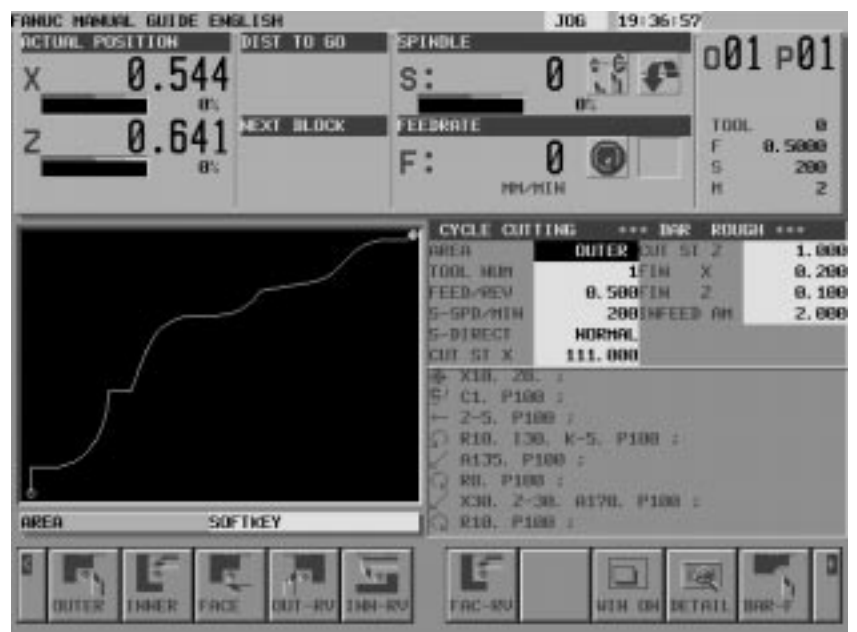 FANUC MANUAL GUIDE ENGLISH JOG 19:36:57
ACTUAL POSITION DIST TO GO SPINDLE O01 P01
X 0.544 S: 0
0% 0%
Z 0.641 NEXT BLOCK FEEDRATE
0% F: 0
MM/MIN
TOOL 0
F 0.5000
S 200
M 2
CYCLE CUTTING *** BAR ROUGH ***
AREA OUTER CUT ST Z 1.000
TOOL NUM 1 FIN X 0.200
FEED/REV 0.500 FIN Z 0.100
S-SPD/MIN 200 INFEED AM 2.000
S-DIRECT NORMAL
CUT ST X 111.000
X10. Z0. ;
C1. P100 ;
Z-5. P100 ;
R10. I30. K-5. P100 ;
A135. P100 ;
R8. P100 ;
X30. Z-30. A170. P100 ;
R10. P100 ;
AREA SOFTKEY
OUTER INNER FACE OUT-RV INN-RV FAC-RV WIN ON DETAIL BAR-F